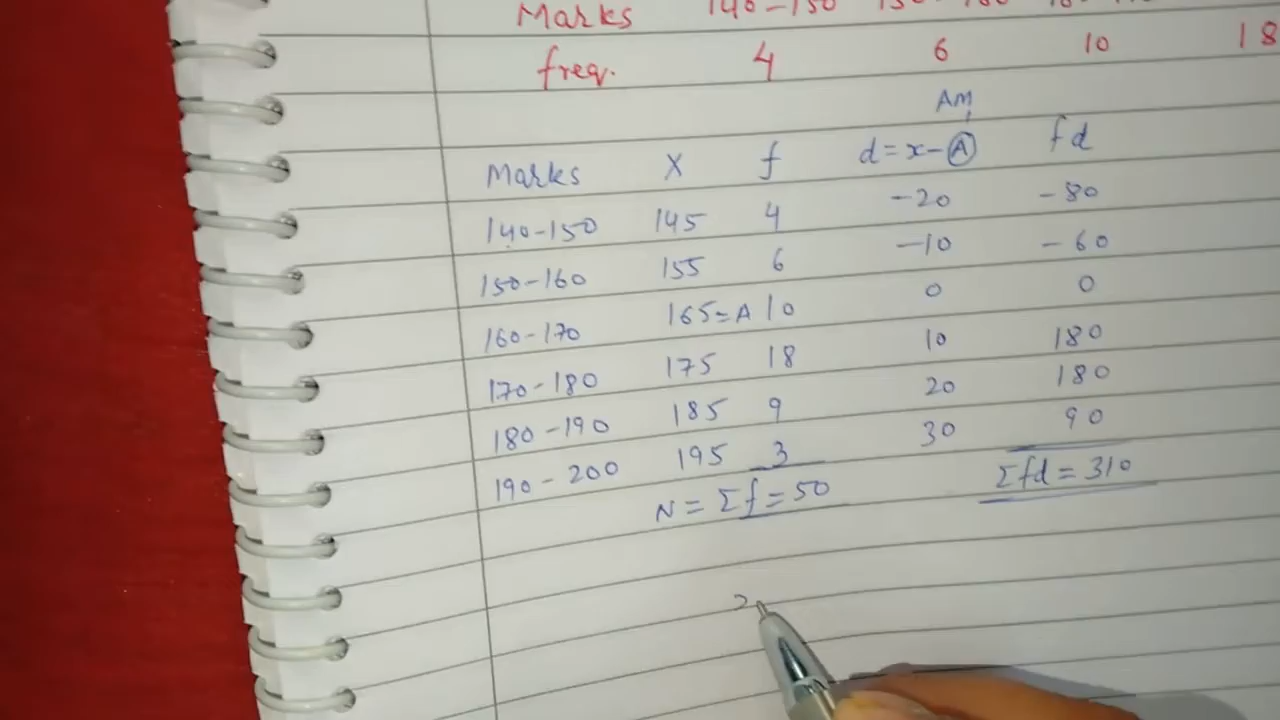 Marks 140-150
freq. 4 6 10 18
AM
Marks X f d=x-A fd
140-150 145 4 -20 -80
150-160 155 6 -10 -60
160-170 165=A 10 0 0
170-180 175 18 10 180
180-190 185 9 20 180
190-200 195 3 30 90
N = Σf = 50 Σfd = 310